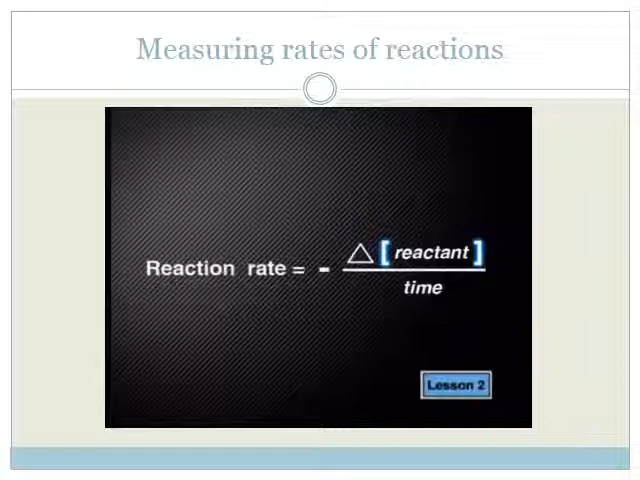 Measuring rates of reactions
Reaction rate = - △ [ reactant ]
time
Lesson 2